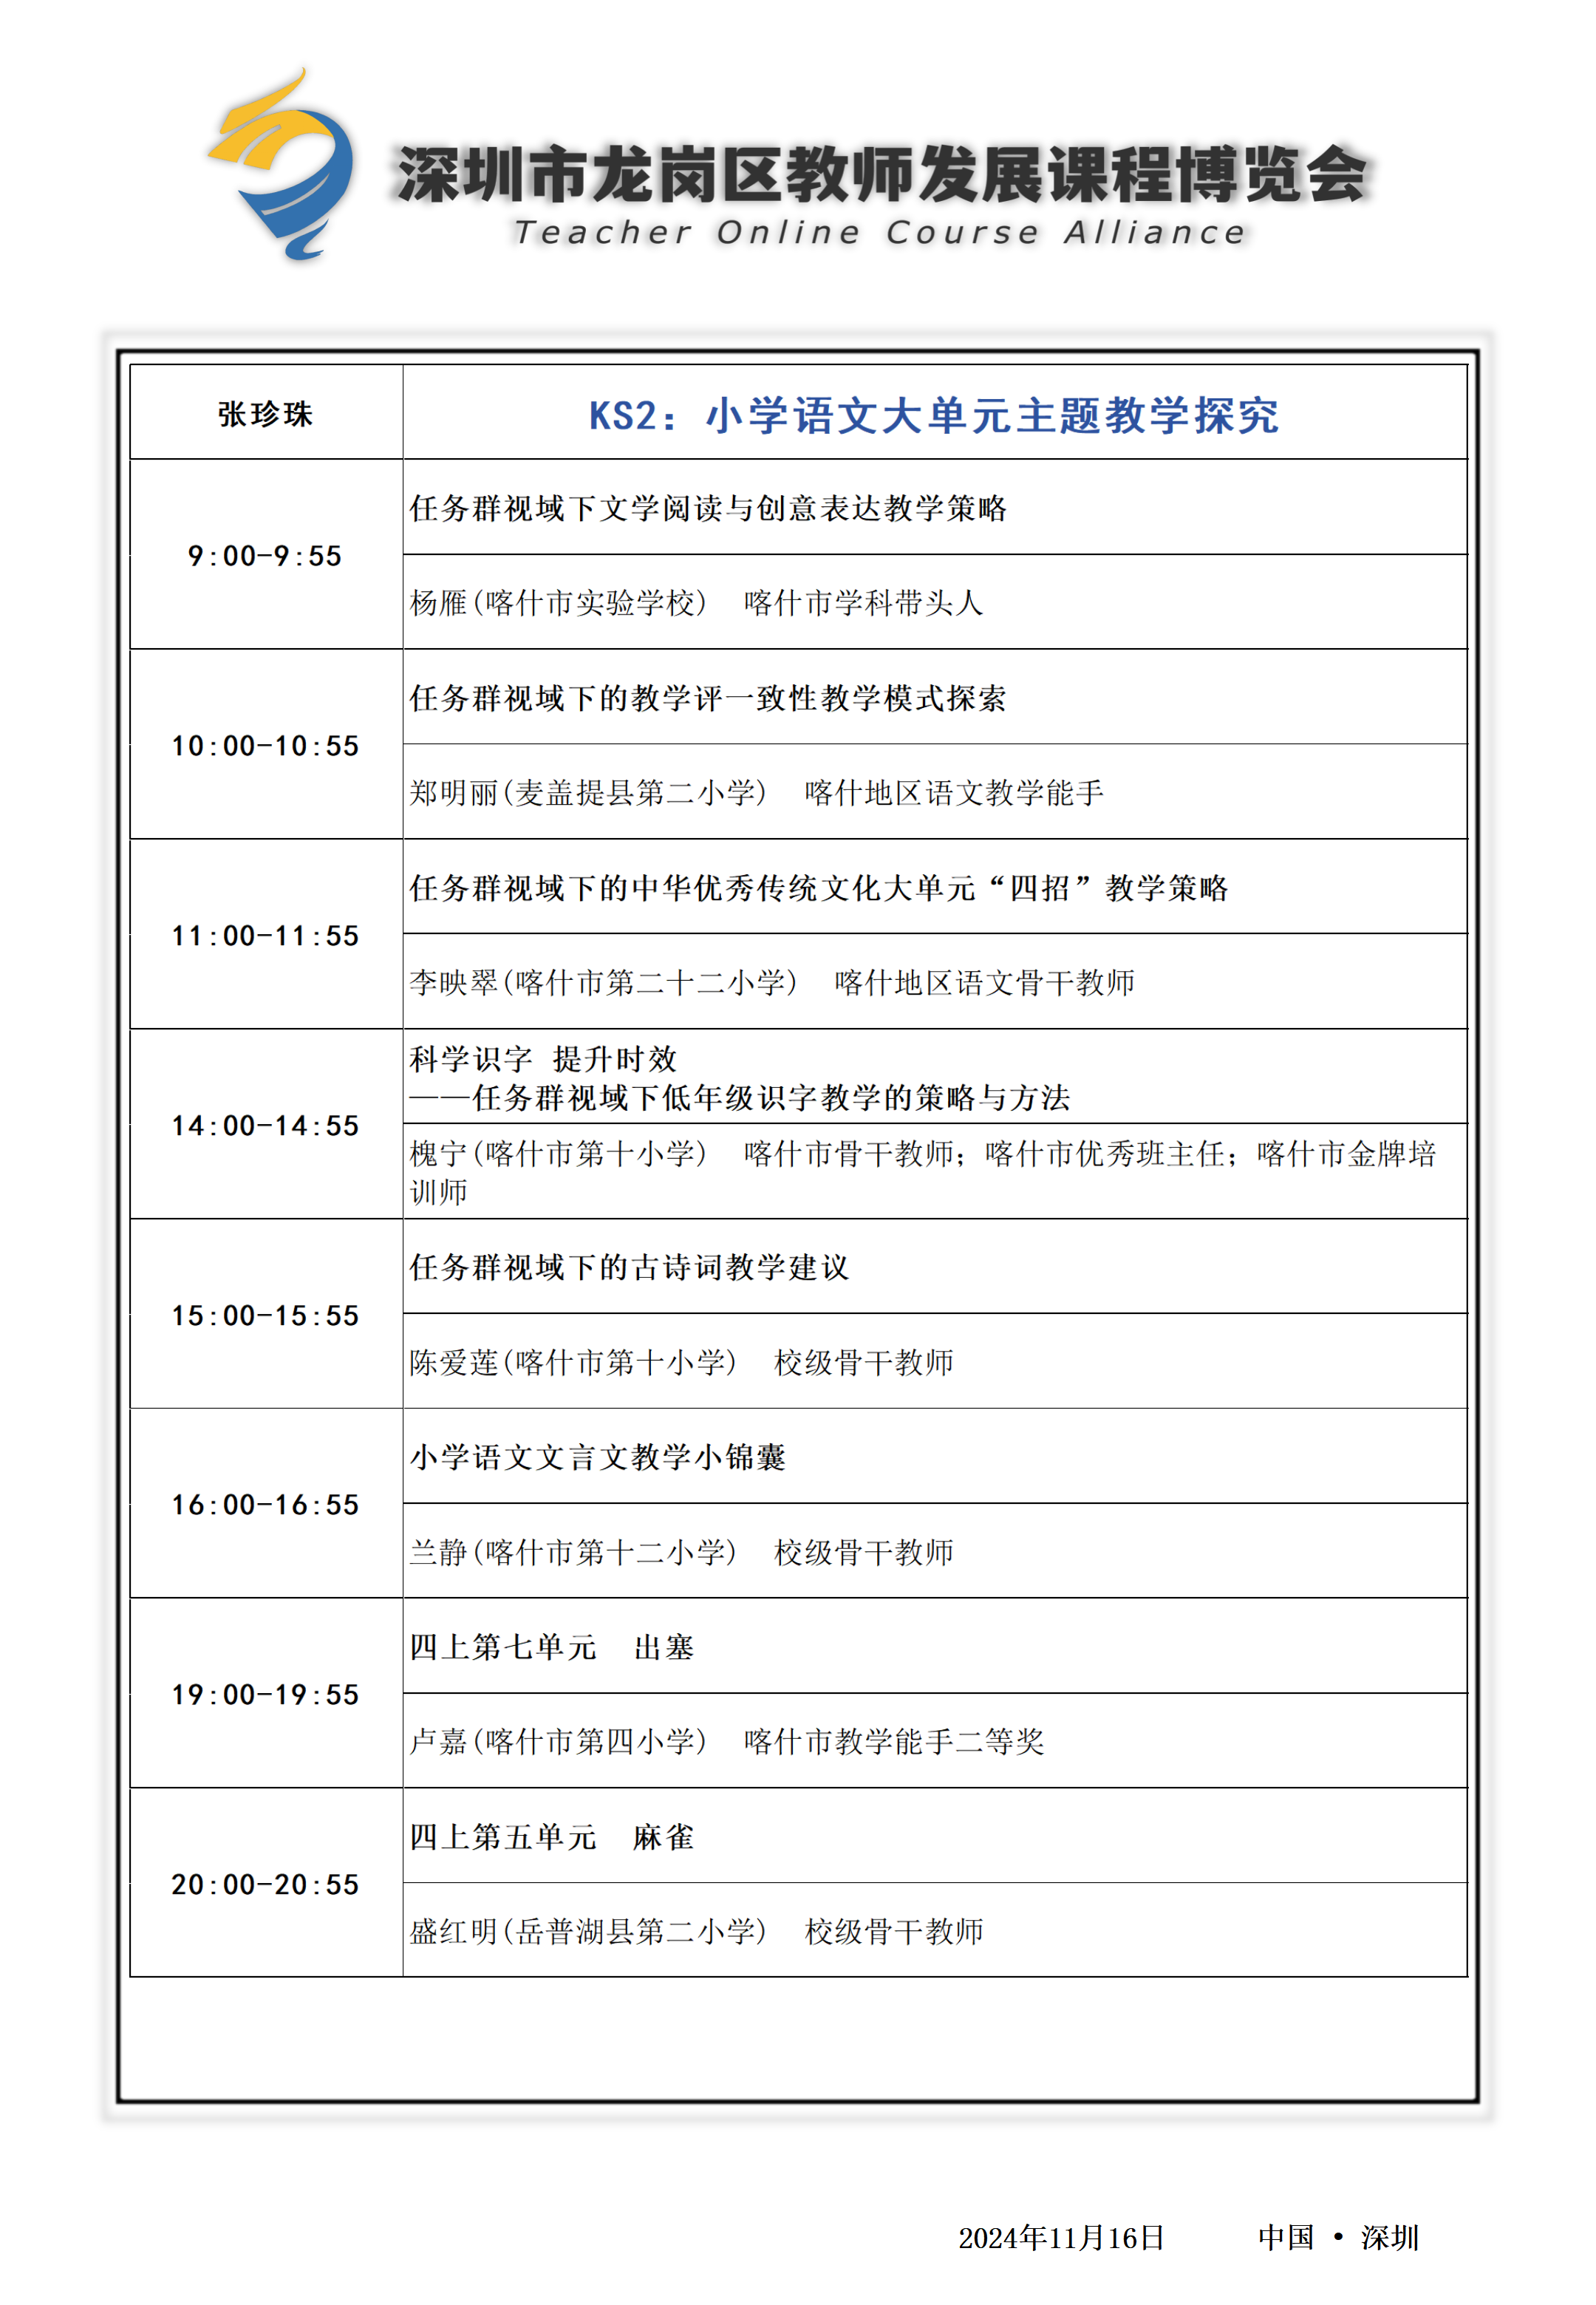 深圳市龙岗区教师发展课程博览会
Teacher Online Course Alliance
张珍珠
KS2：小学语文大单元主题教学探究
9:00-9:55
任务群视域下文学阅读与创意表达教学策略
杨雁(喀什市实验学校)  喀什市学科带头人
10:00-10:55
任务群视域下的教学评一致性教学模式探索
郑明丽(麦盖提县第二小学)  喀什地区语文教学能手
11:00-11:55
任务群视域下的中华优秀传统文化大单元“四招”教学策略
李映翠(喀什市第二十二小学)  喀什地区语文骨干教师
14:00-14:55
科学识字 提升时效
——任务群视域下低年级识字教学的策略与方法
槐宁(喀什市第十小学)  喀什市骨干教师；喀什市优秀班主任；喀什市金牌培
训师
15:00-15:55
任务群视域下的古诗词教学建议
陈爱莲(喀什市第十小学)  校级骨干教师
16:00-16:55
小学语文文言文教学小锦囊
兰静(喀什市第十二小学)  校级骨干教师
19:00-19:55
四上第七单元  出塞
卢嘉(喀什市第四小学)  喀什市教学能手二等奖
20:00-20:55
四上第五单元  麻雀
盛红明(岳普湖县第二小学)  校级骨干教师
2024年11月16日  中国 • 深圳